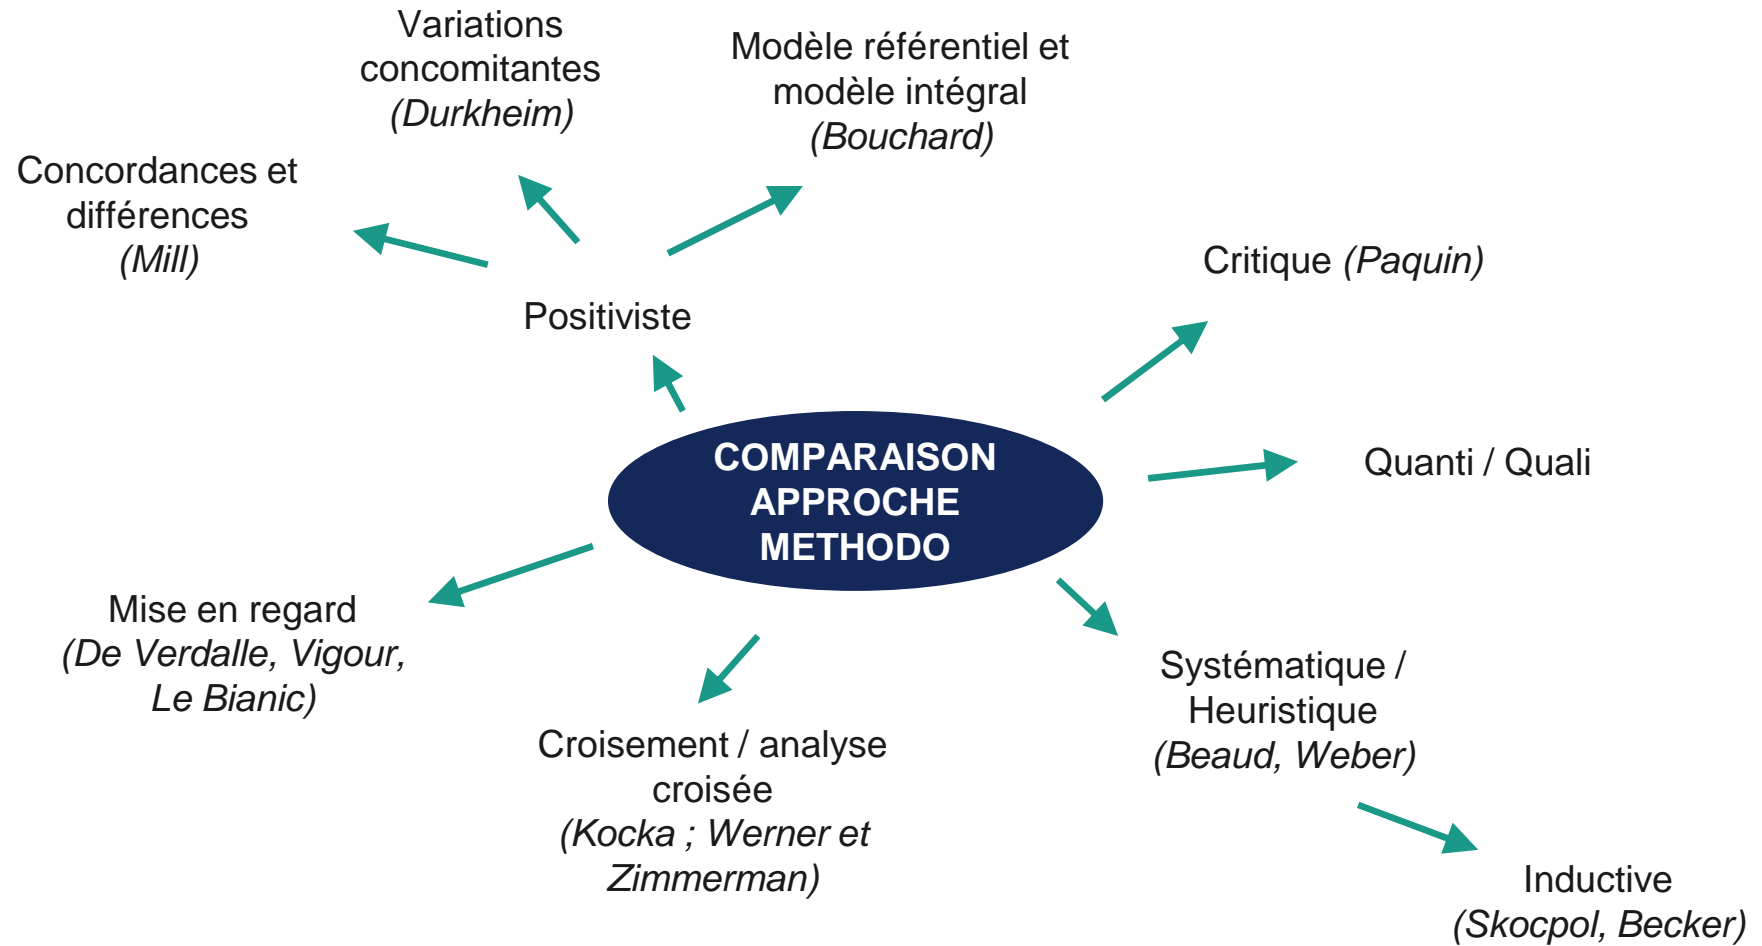 Variations
concomitantes
(Durkheim)
Modèle référentiel et
modèle intégral
(Bouchard)
Concordances et
différences
(Mill)
Critique (Paquin)
Positiviste
COMPARAISON
APPROCHE
METHODO
Quanti / Quali
Mise en regard
(De Verdalle, Vigour,
Le Bianic)
Systématique /
Heuristique
(Beaud, Weber)
Croisement / analyse
croisée
(Kocka ; Werner et
Zimmerman)
Inductive
(Skocpol, Becker)